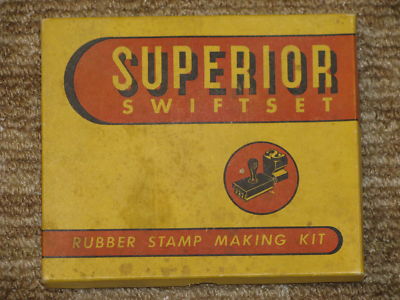 SUPERIOR
SWIFTSET
RUBBER STAMP MAKING KIT